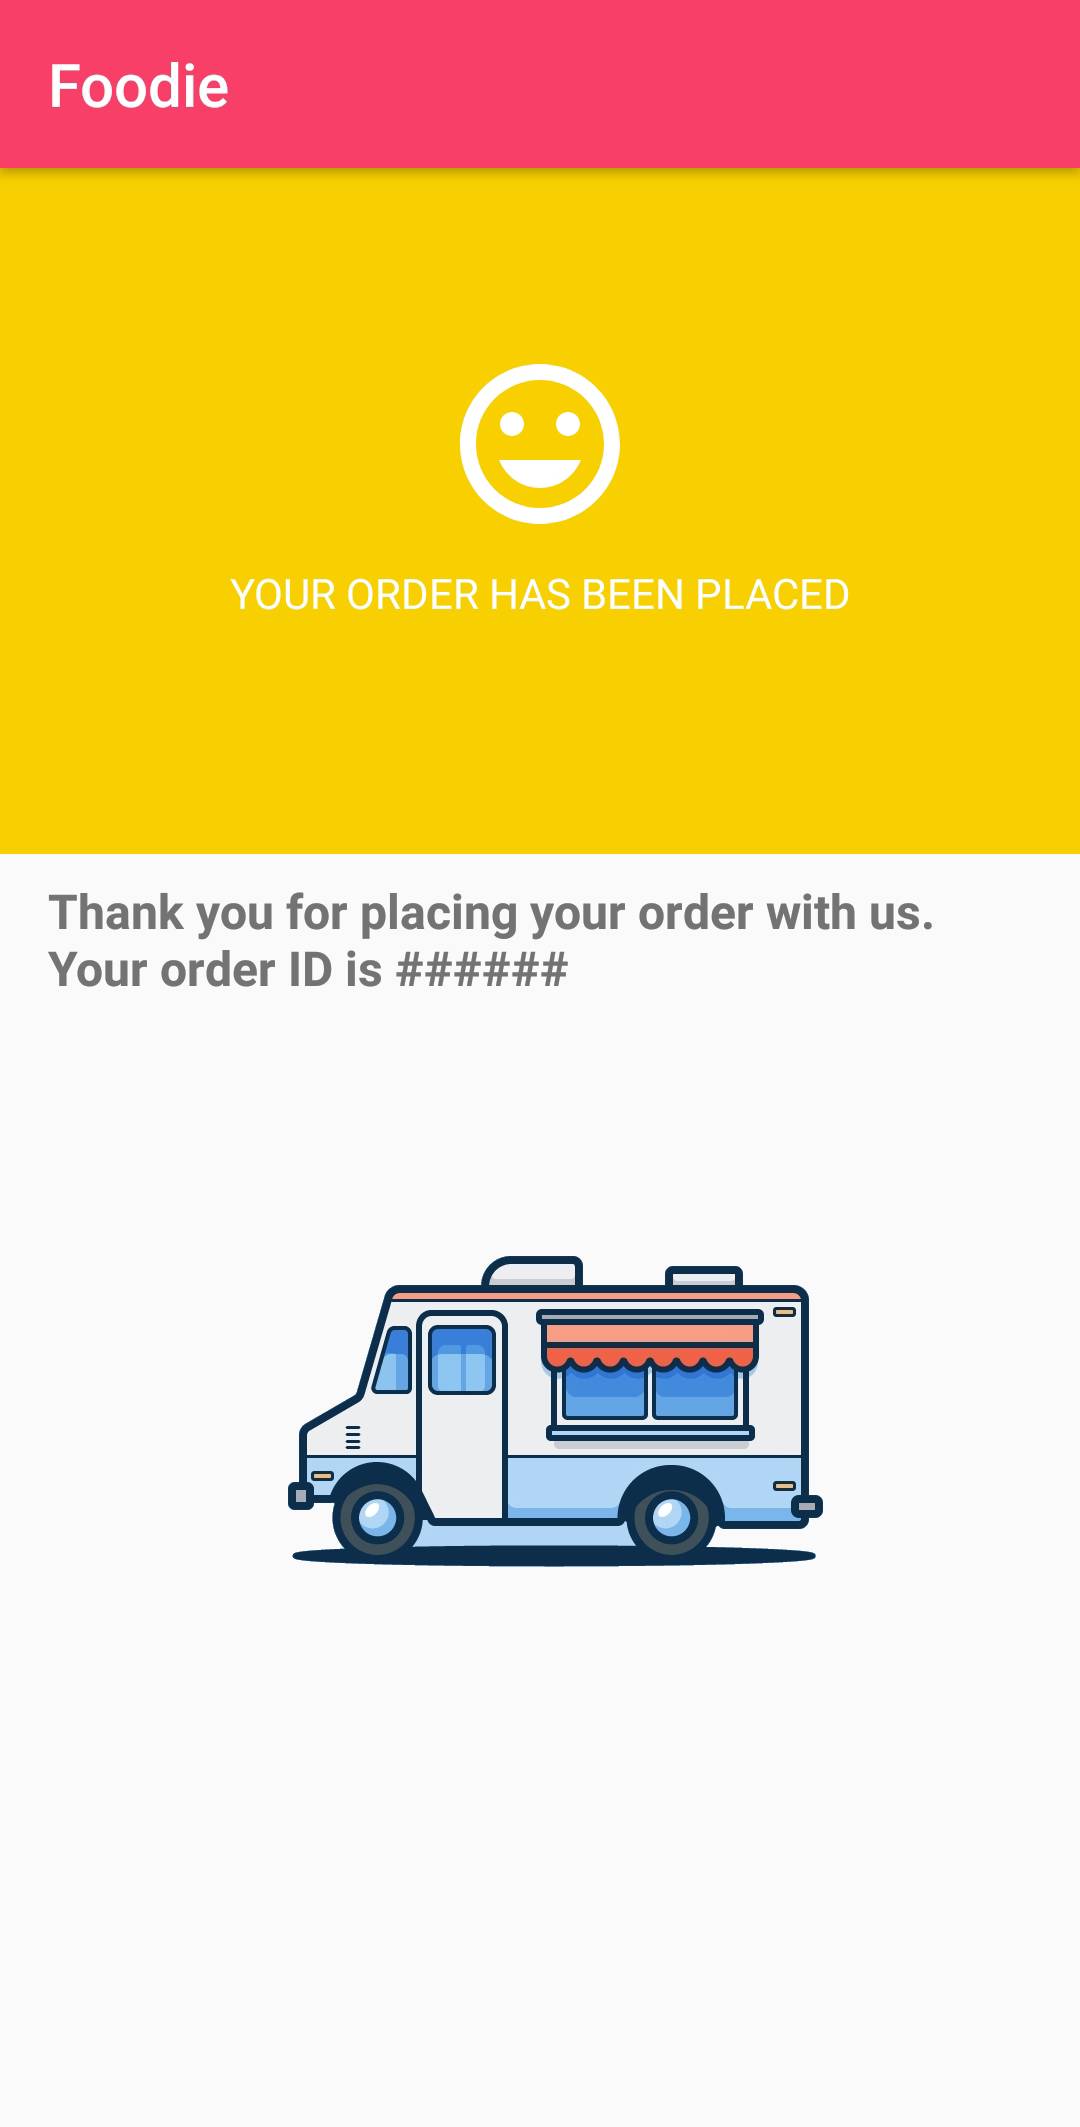 Foodie
YOUR ORDER HAS BEEN PLACED
Thank you for placing your order with us.
Your order ID is ######